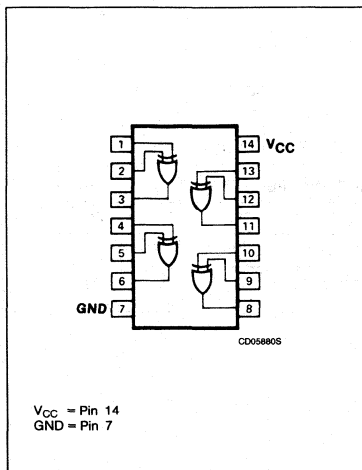 1
14 VCC
2
13
3
12
4
11
5
10
6
9
GND 7
8
CD05880S
VCC = Pin 14
GND = Pin 7